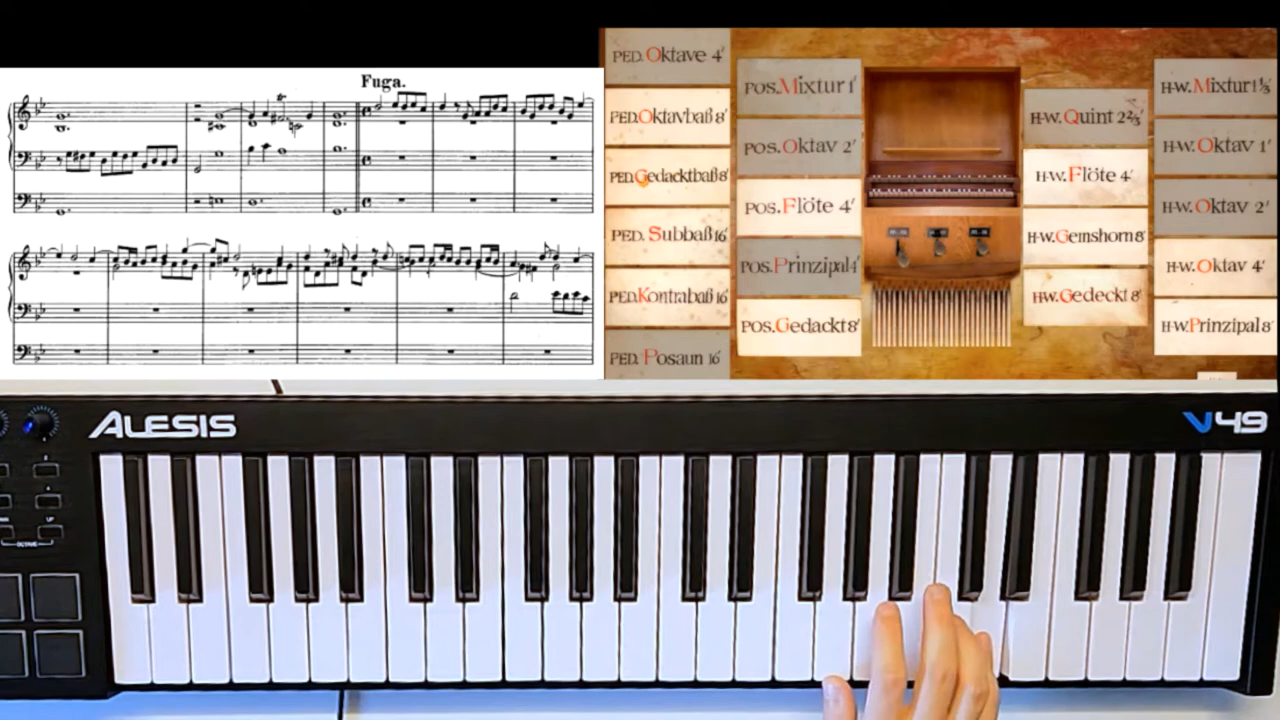 Fuga.
PED. Oktave 4'
PED. Oktavbaß 8'
PED. Gedacktbaß 8'
PED. Subbaß 16'
PED. Kontrabaß 16'
PED. Posaun 16'
POS. Mixtur 1'
POS. Oktav 2'
POS. Flöte 4'
POS. Prinzipal 4'
POS. Gedackt 8'
H-W. Quint 2⅔'
H-W. Flöte 4'
H-W. Gemshorn 8'
H-W. Gedeckt 8'
H-W. Mixtur 1⅓'
H-W. Oktav 1'
H-W. Oktav 2'
H-W. Oktav 4'
H-W. Prinzipal 8'
ALESIS
V49
UP
OCTAVE